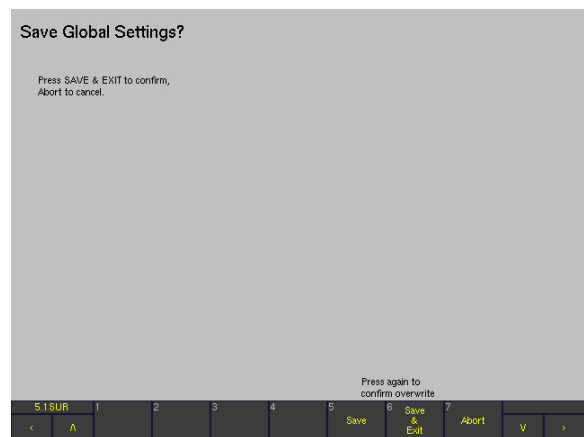 Save Global Settings?
Press SAVE & EXIT to confirm,
Abort to cancel.
Press again to
confirm overwrite
5.1SUR 1 2 3 4 5 6 7
Save
Save
&
Exit
Abort
< Λ V >